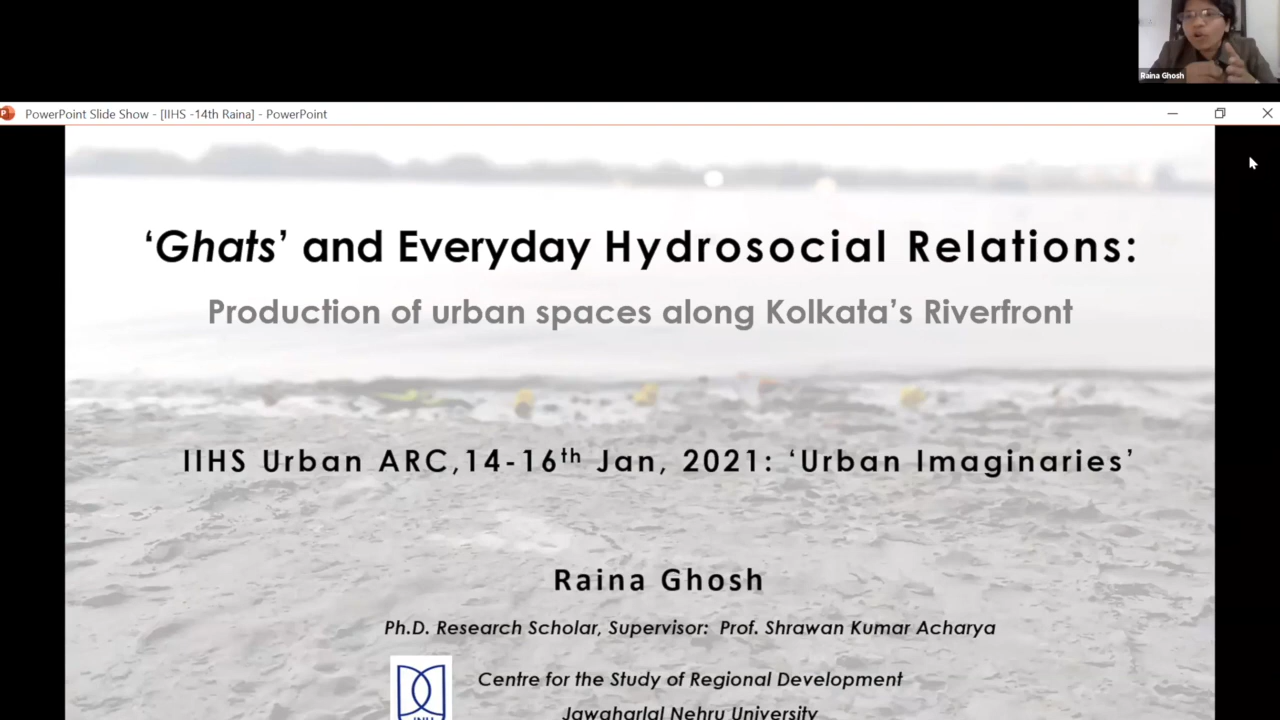 Raina Ghosh
PowerPoint Slide Show - [IIHS -14th Raina] - PowerPoint
‘Ghats’ and Everyday Hydrosocial Relations:
Production of urban spaces along Kolkata’s Riverfront
IIHS Urban ARC,14-16th Jan, 2021: ‘Urban Imaginaries’
Raina Ghosh
Ph.D. Research Scholar, Supervisor: Prof. Shrawan Kumar Acharya
Centre for the Study of Regional Development
Jawaharlal Nehru University
JNU